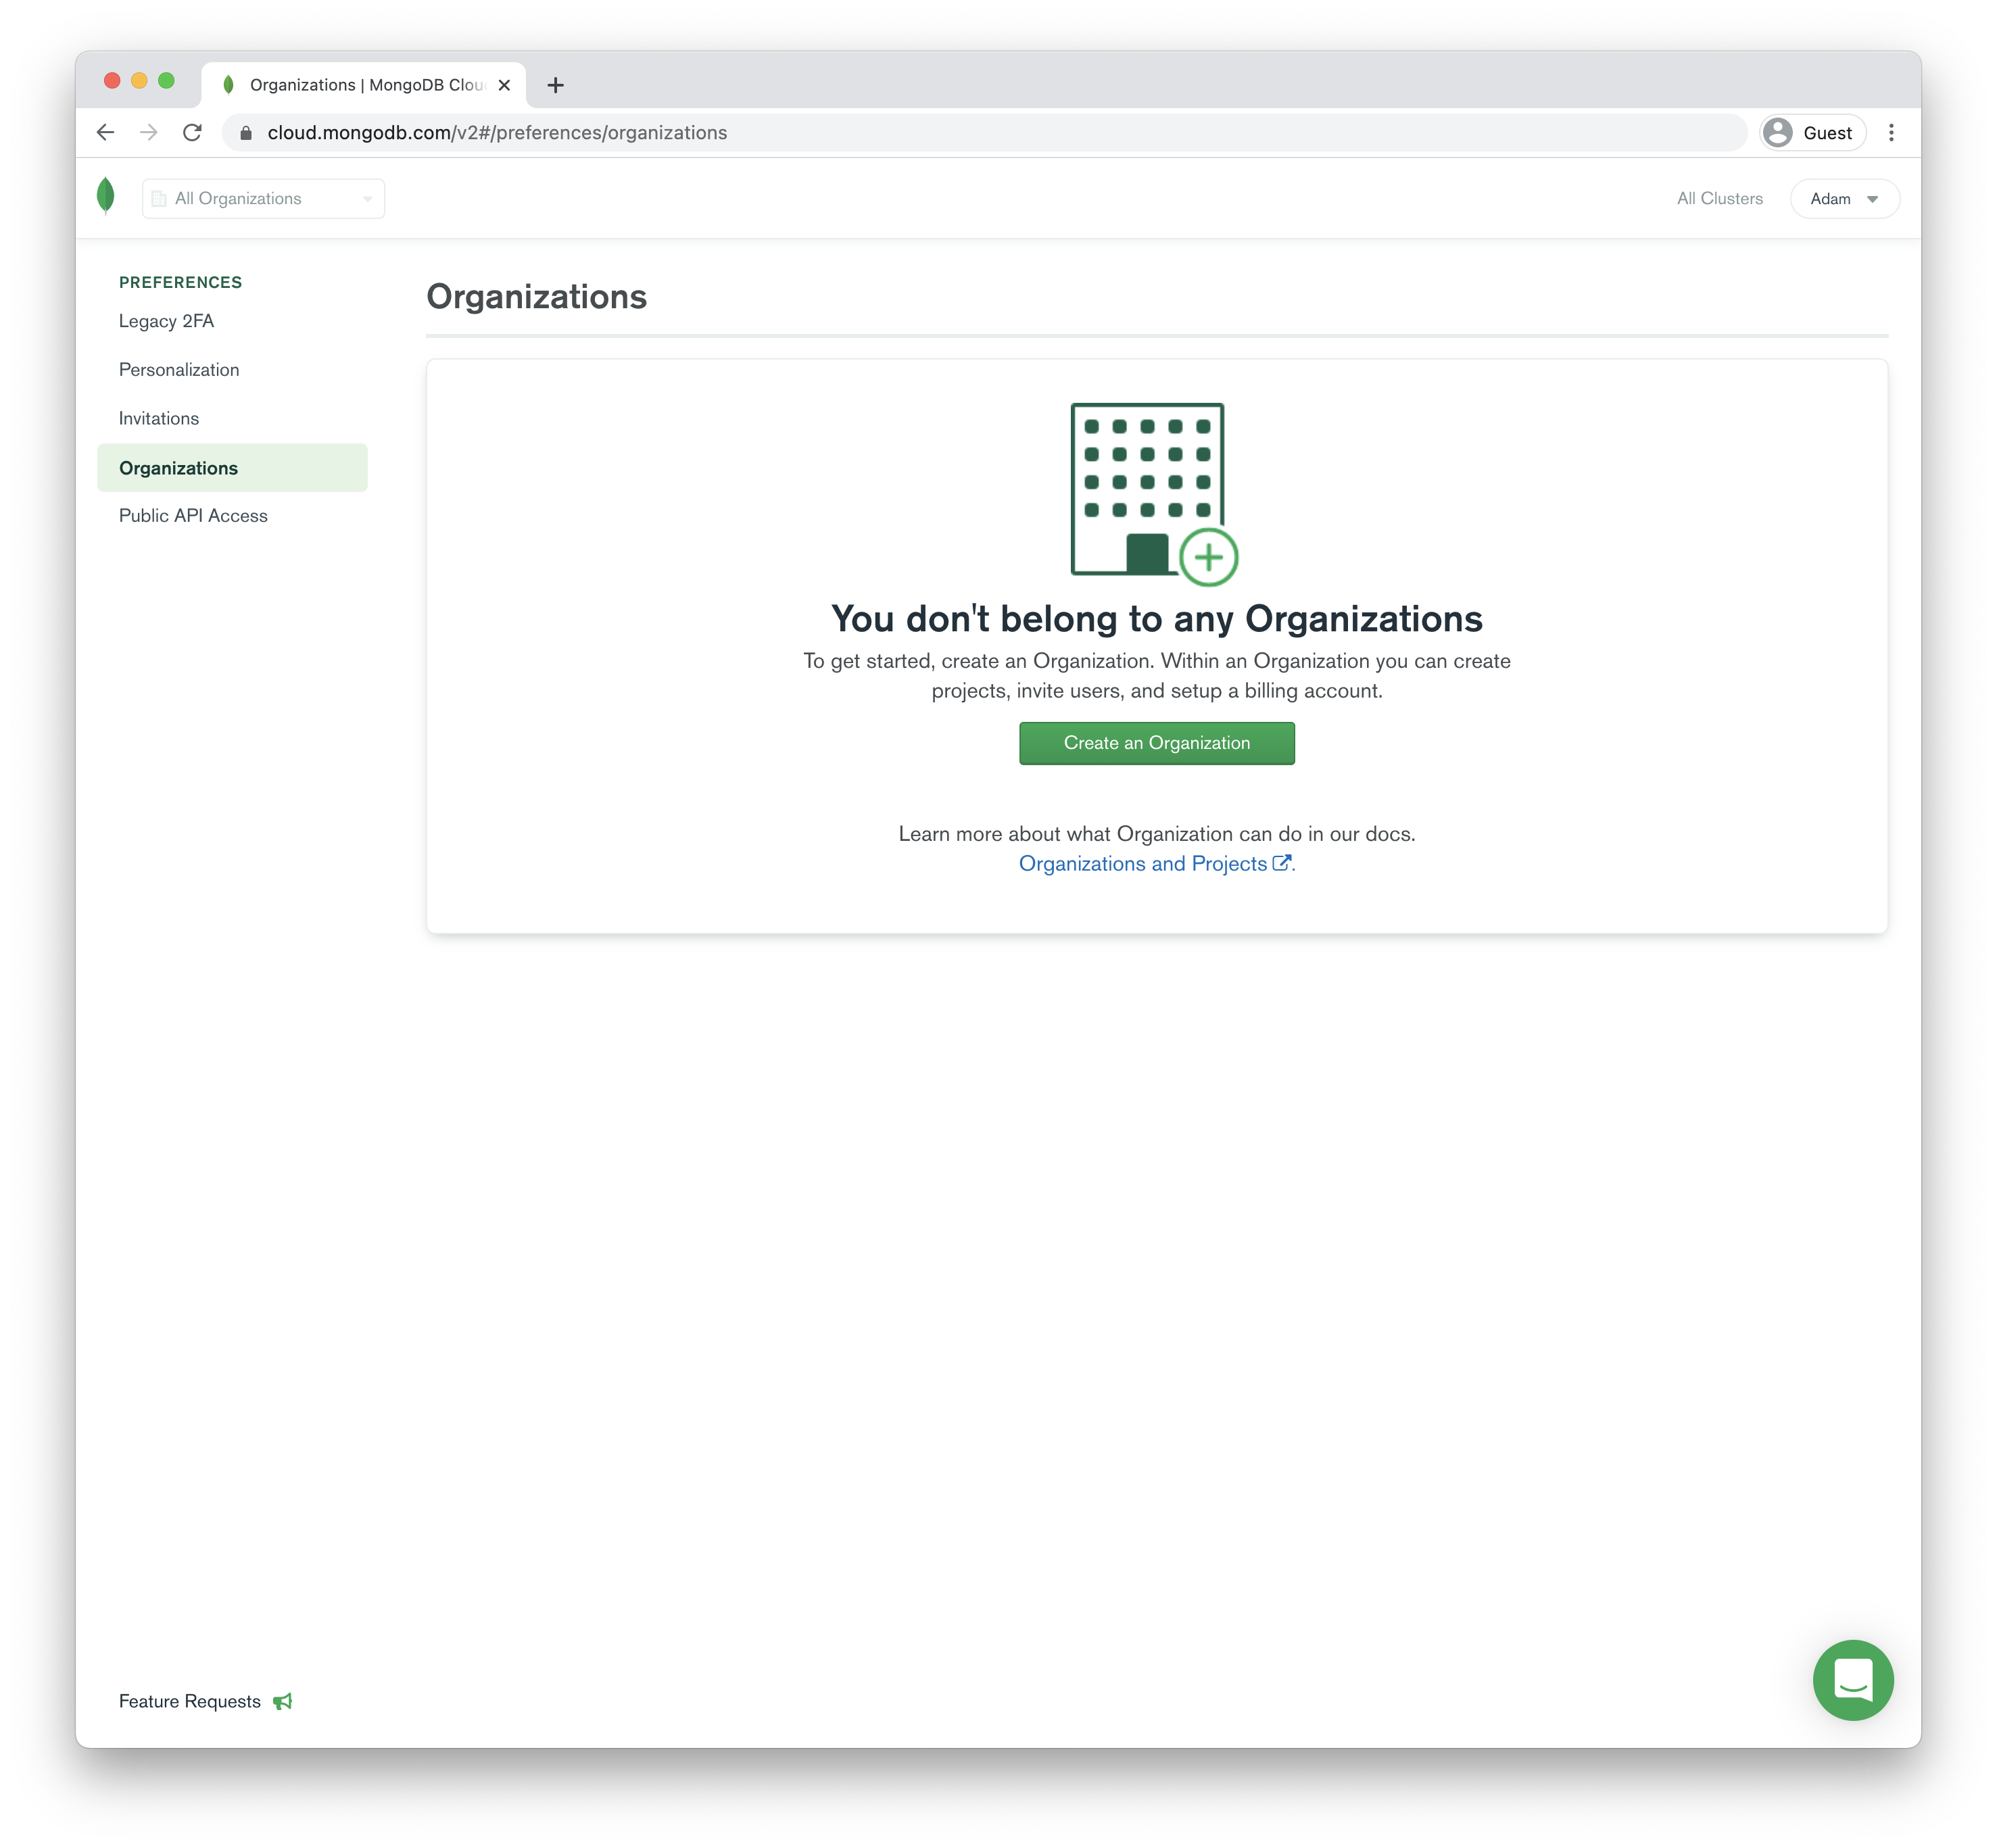 Organizations | MongoDB Clou
cloud.mongodb.com/v2#/preferences/organizations
Guest
All Organizations
All Clusters
Adam
PREFERENCES
Legacy 2FA
Personalization
Invitations
Organizations
Public API Access
Organizations
You don't belong to any Organizations
To get started, create an Organization. Within an Organization you can create
projects, invite users, and setup a billing account.
Create an Organization
Learn more about what Organization can do in our docs.
Organizations and Projects.
Feature Requests